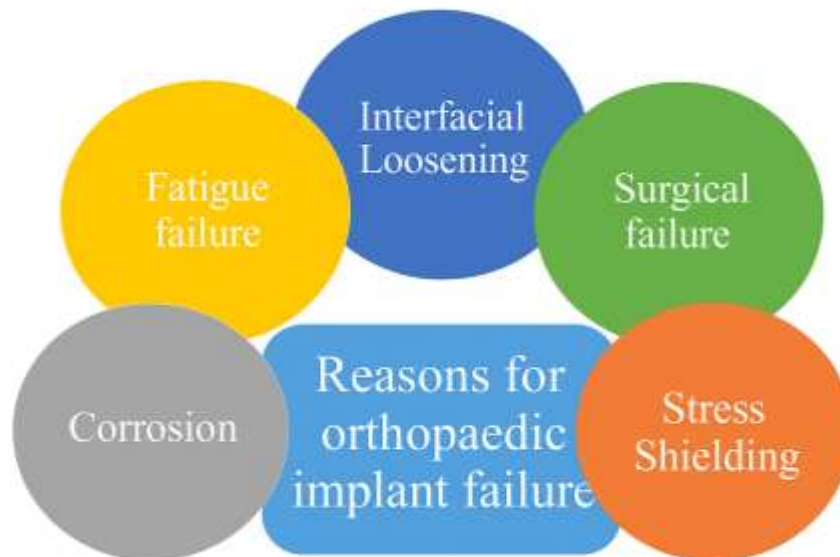 Interfacial
Loosening
Fatigue
failure
Surgical
failure
Corrosion
Reasons for
orthopaedic
implant failure
Stress
Shielding